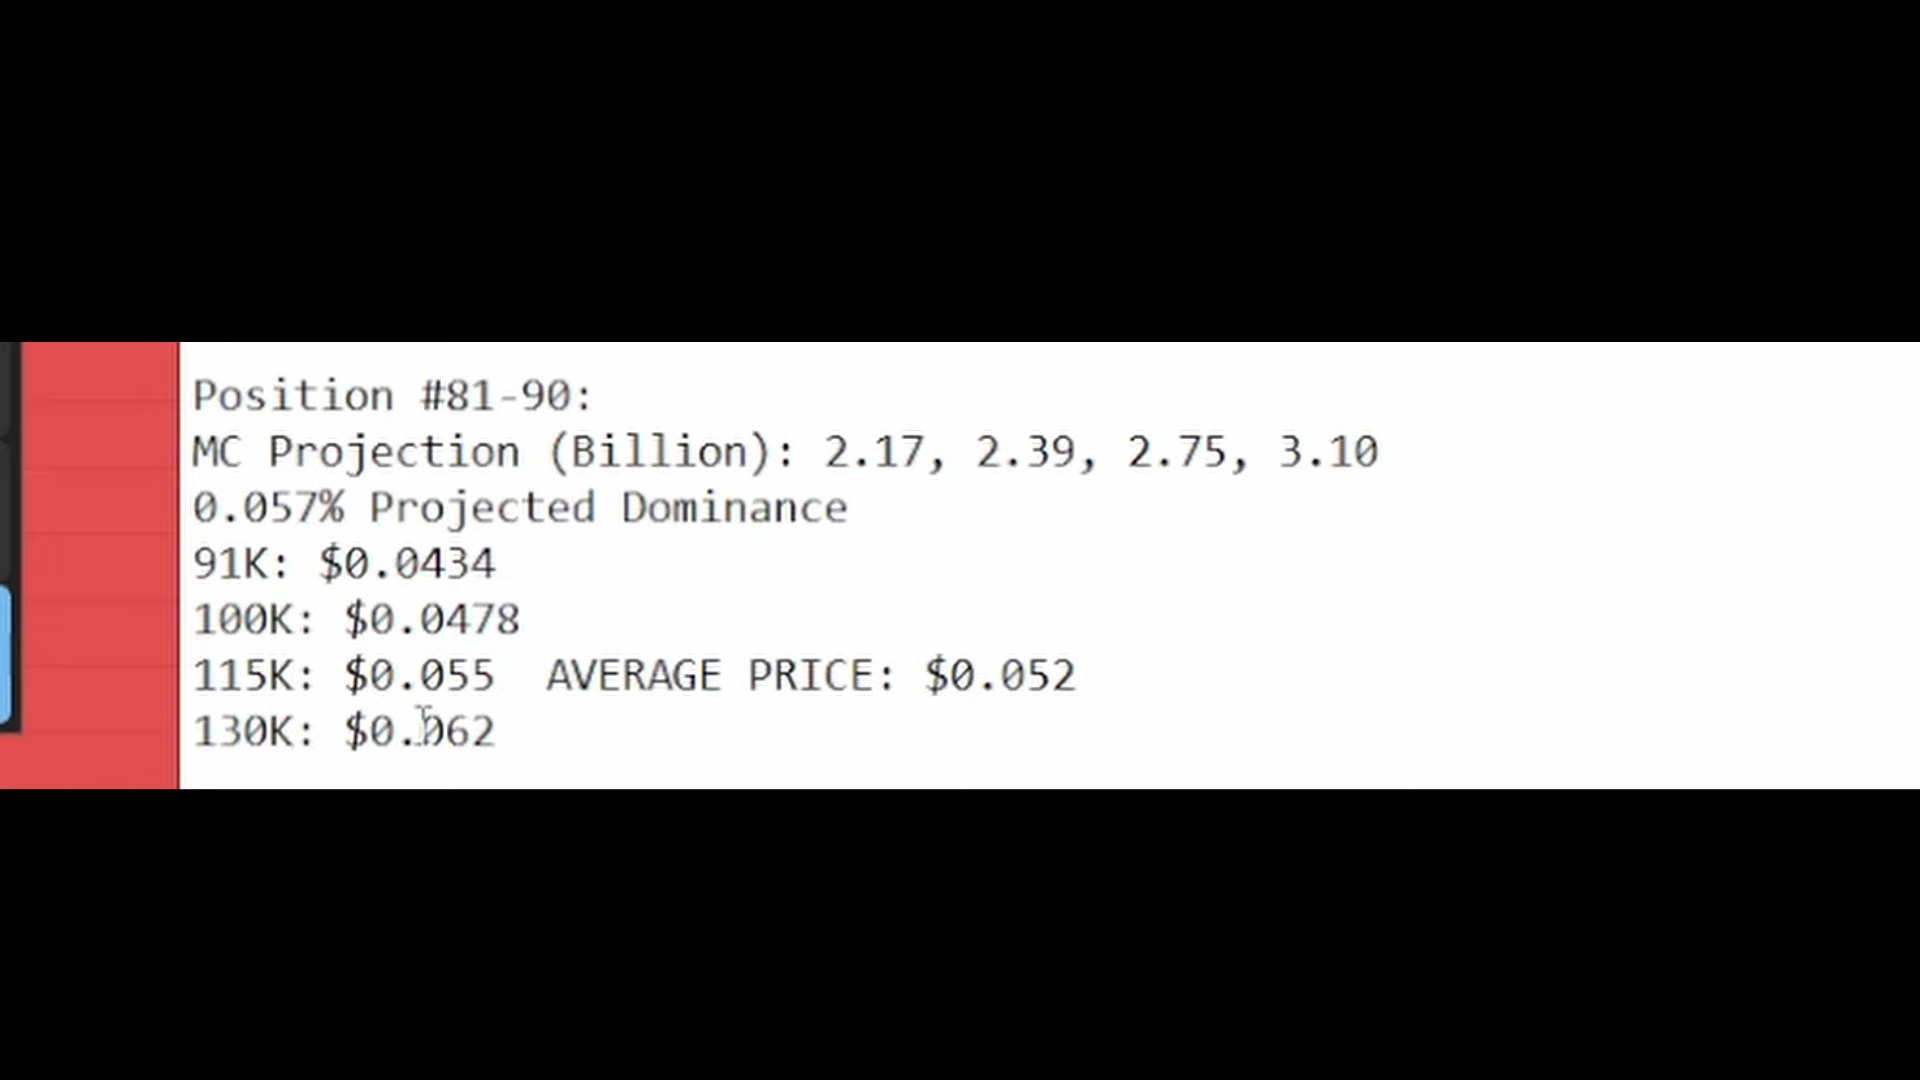 Position #81-90:
MC Projection (Billion): 2.17, 2.39, 2.75, 3.10
0.057% Projected Dominance
91K: $0.0434
100K: $0.0478
115K: $0.055  AVERAGE PRICE: $0.052
130K: $0.062